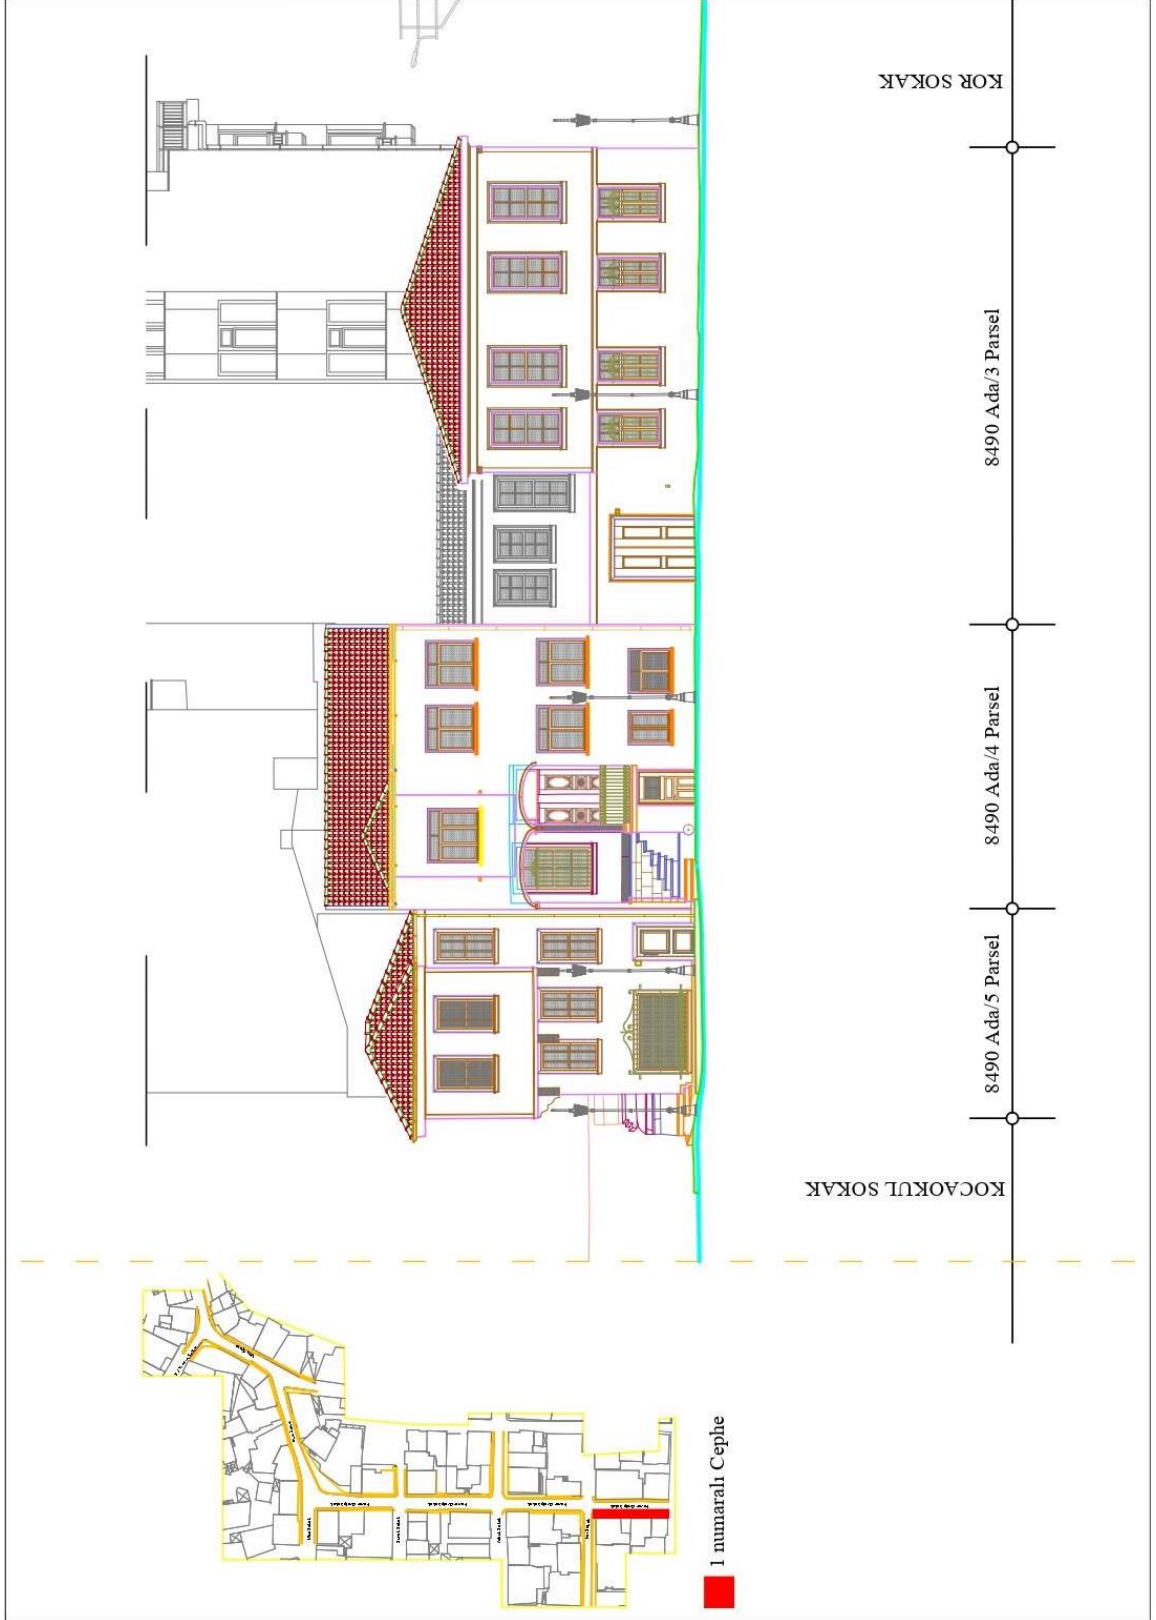 KOCAOKUL SOKAK
8490 Ada/5 Parsel
8490 Ada/4 Parsel
8490 Ada/3 Parsel
KOR SOKAK
1 numaralı Cephe